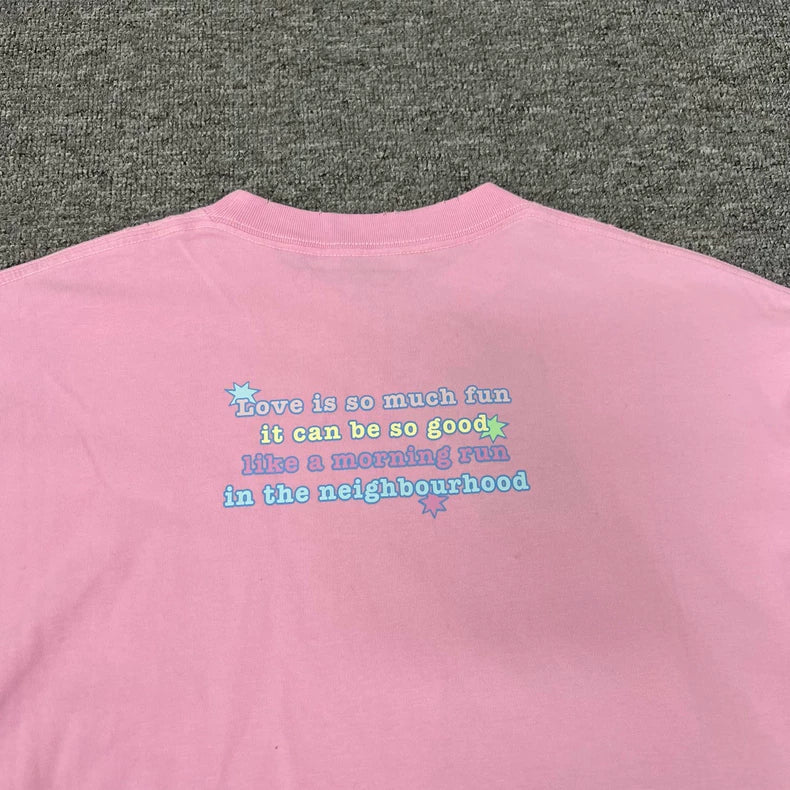 Love is so much fun
it can be so good
like a morning run
in the neighbourhood